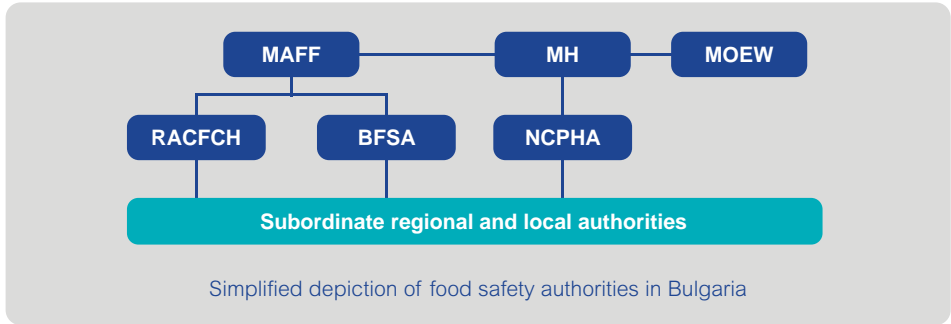 MAFF
MH
MOEW
RACFCH
BFSA
NCPHA
Subordinate regional and local authorities
Simplified depiction of food safety authorities in Bulgaria